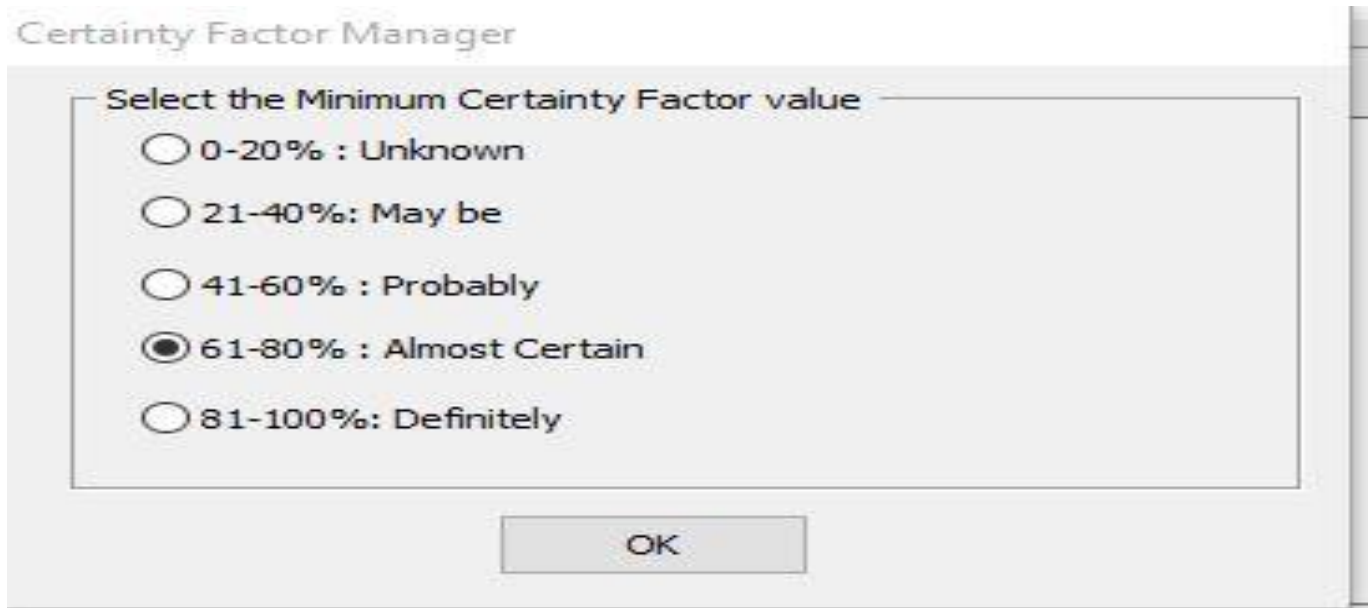 Certainty Factor Manager
Select the Minimum Certainty Factor value
0-20% : Unknown
21-40%: May be
41-60% : Probably
61-80% : Almost Certain
81-100%: Definitely
OK